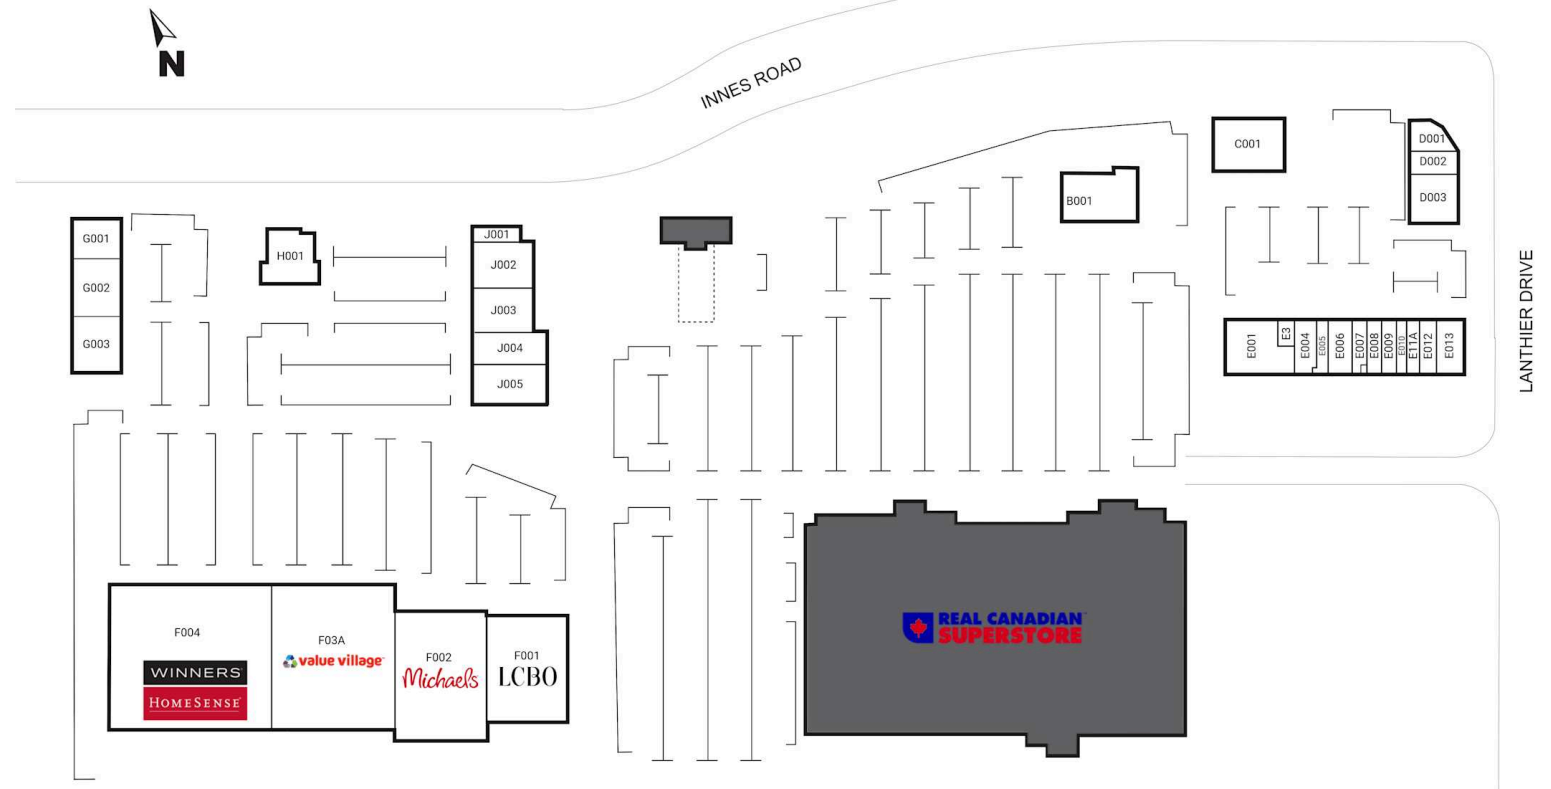 N
INNES ROAD
LANTHIER DRIVE
C001
D001
D002
D003
B001
G001
G002
G003
H001
J001
J002
J003
J004
J005
E001
E3
E004
E005
E006
E007
E008
E009
E010
E11A
E012
E013
F004
WINNERS
HOMESENSE
F03A
value village
F002
Michaels
F001
LCBO
REAL CANADIAN
SUPERSTORE